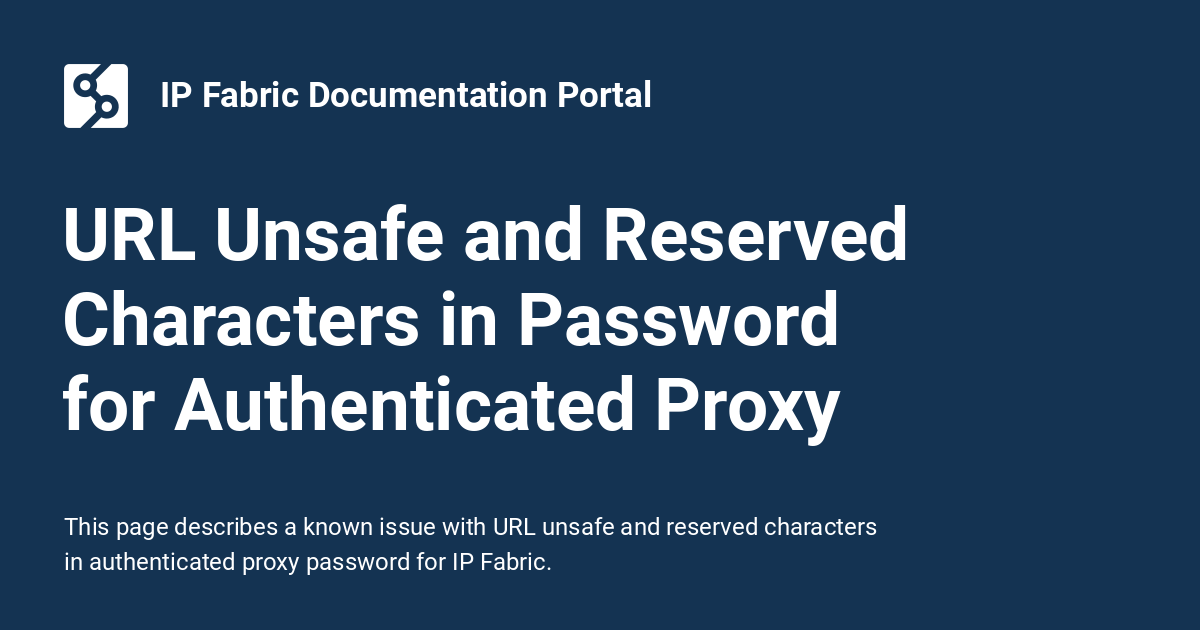 IP Fabric Documentation Portal
URL Unsafe and Reserved
Characters in Password
for Authenticated Proxy
This page describes a known issue with URL unsafe and reserved characters
in authenticated proxy password for IP Fabric.